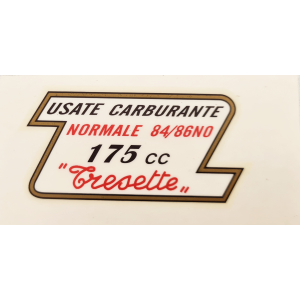 USATE CARBURANTE
NORMALE 84/86NO
175 cc
"Tresette"